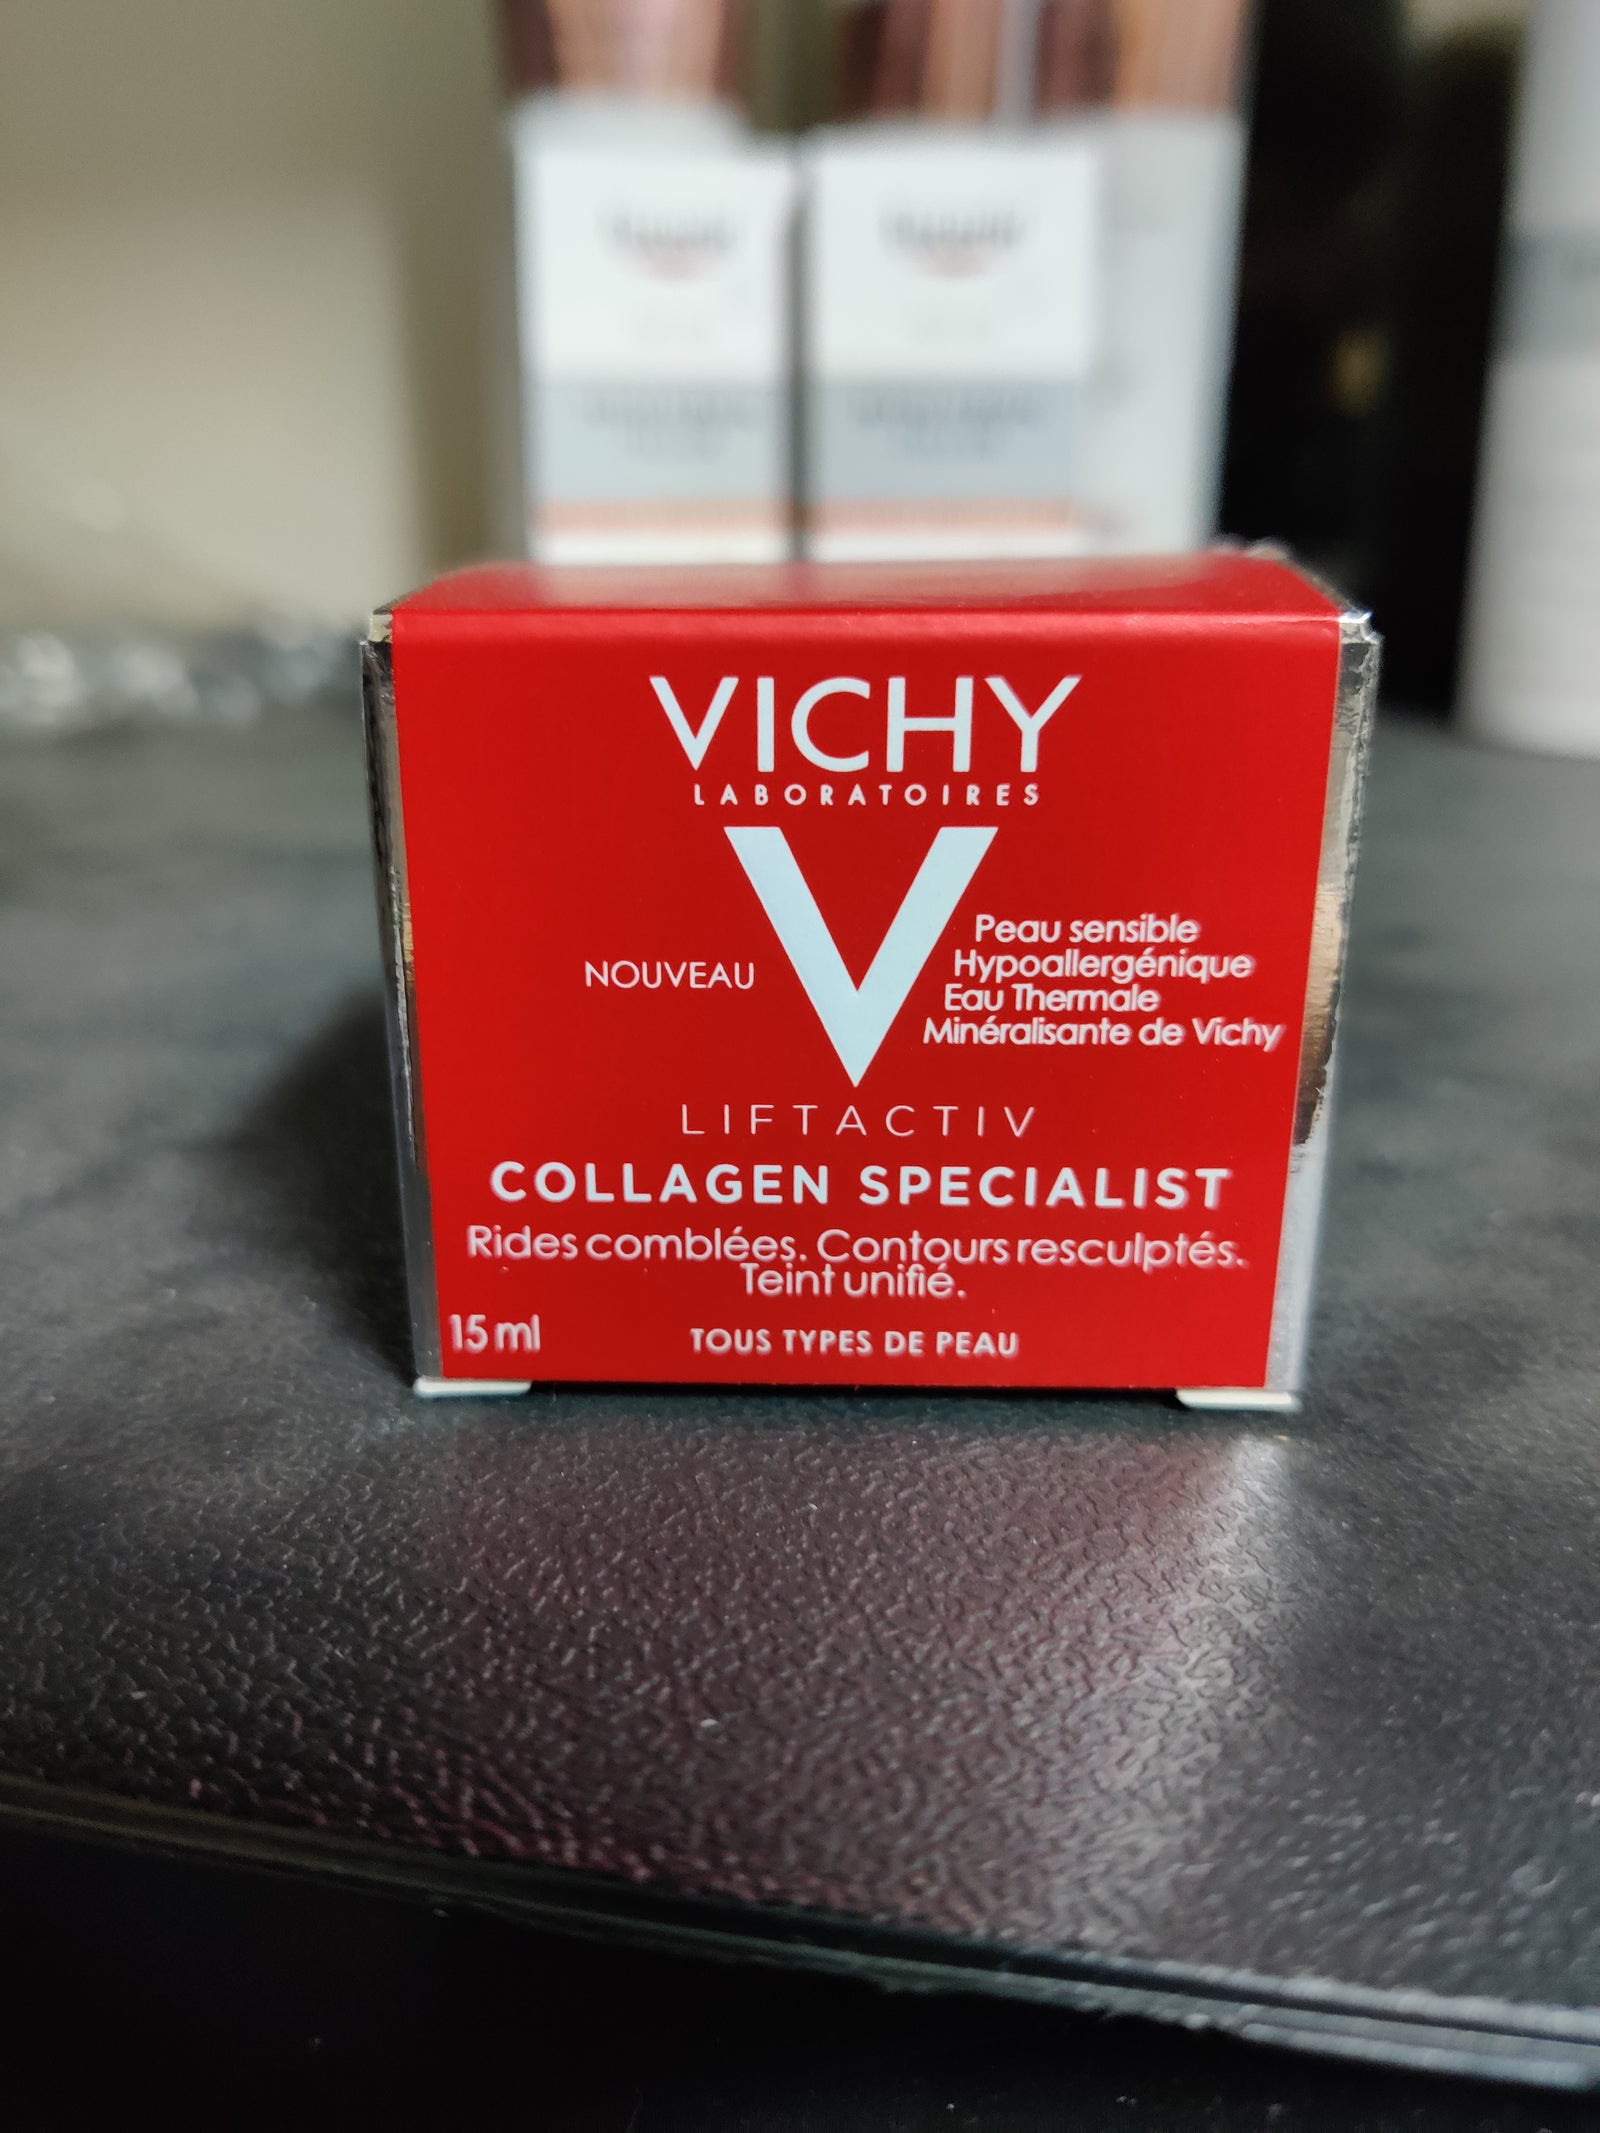 VICHY
LABORATOIRES
V
NOUVEAU
Peau sensible
Hypoallergénique
Eau Thermale
Minéralisante de Vichy
LIFTACTIV
COLLAGEN SPECIALIST
Rides comblées. Contours resculptés.
Teint unifié.
15 ml
TOUS TYPES DE PEAU